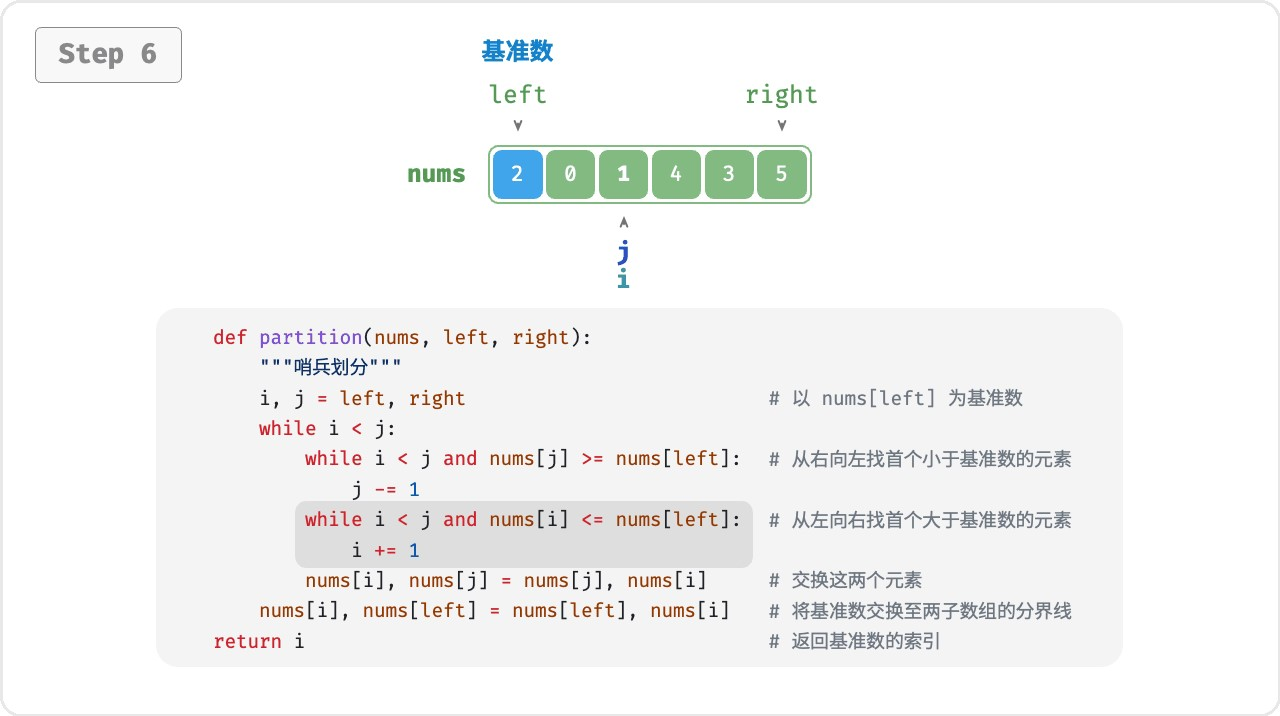 Step 6
基准数
left right
nums 2 0 1 4 3 5
j
i
def partition(nums, left, right):
"""哨兵划分"""
i, j = left, right # 以 nums[left] 为基准数
while i < j:
while i < j and nums[j] >= nums[left]: # 从右向左找首个小于基准数的元素
j -= 1
while i < j and nums[i] <= nums[left]: # 从左向右找首个大于基准数的元素
i += 1
nums[i], nums[j] = nums[j], nums[i] # 交换这两个元素
nums[i], nums[left] = nums[left], nums[i] # 将基准数交换至两子数组的分界线
return i # 返回基准数的索引